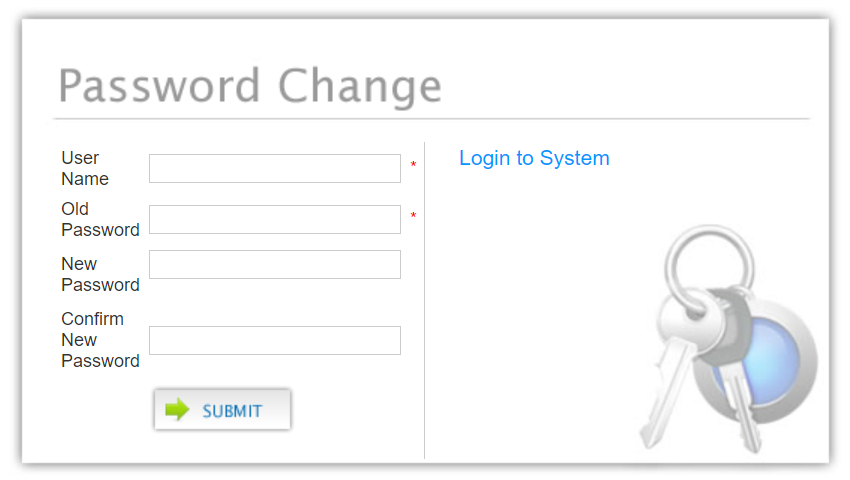 Password Change
User
Name
*
Login to System
Old
Password
*
New
Password
Confirm
New
Password
SUBMIT